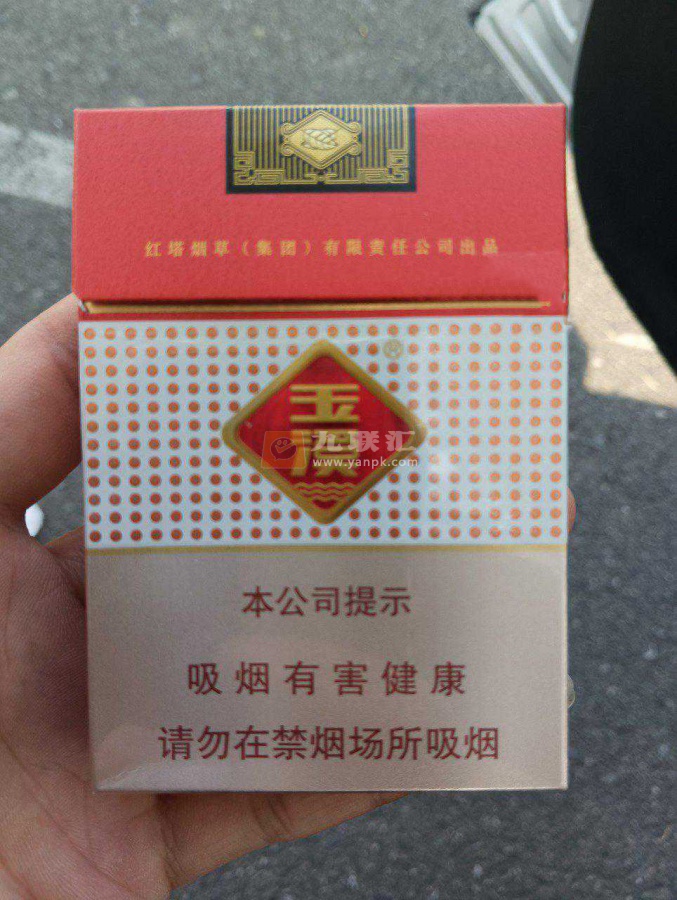 红塔烟草（集团）有限责任公司出品
®
玉溪
九联汇
www.yanpk.com
本公司提示
吸烟有害健康
请勿在禁烟场所吸烟